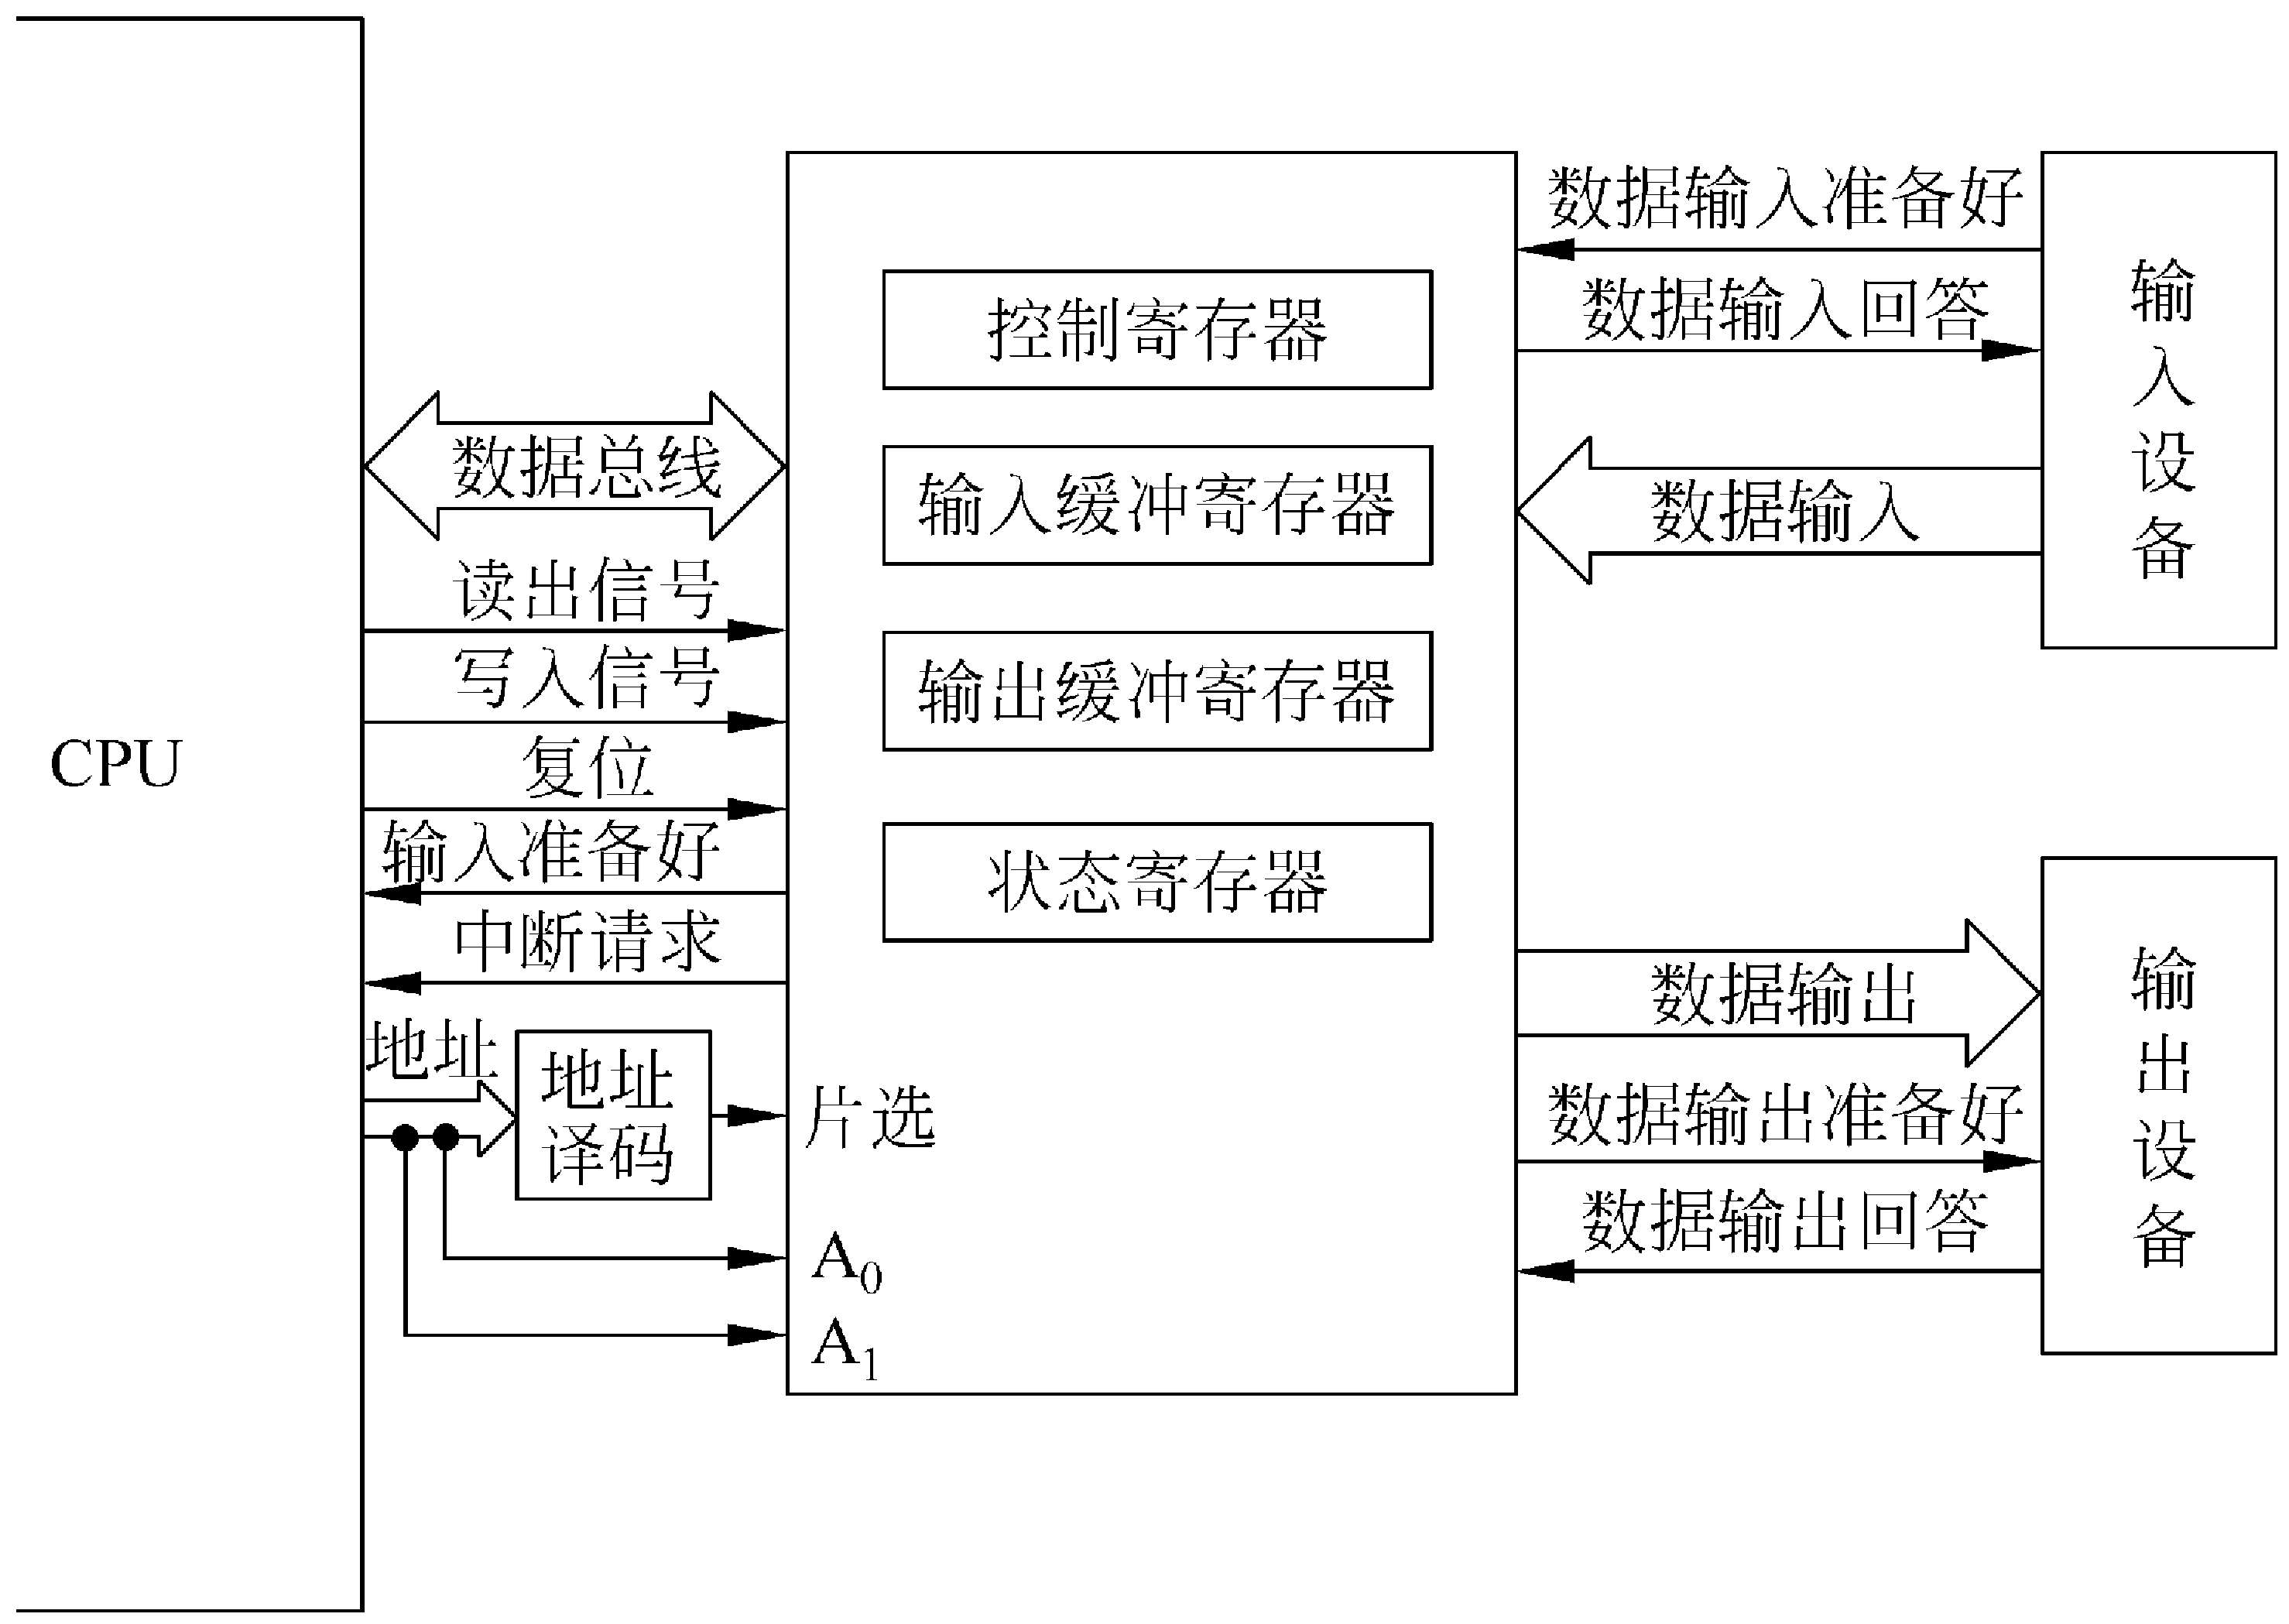 CPU
数据总线
读出信号
写入信号
复位
输入准备好
中断请求
地址
地址
译码
片选
A₀
A₁
控制寄存器
输入缓冲寄存器
输出缓冲寄存器
状态寄存器
数据输入准备好
数据输入回答
数据输入
输入设备
数据输出
数据输出准备好
数据输出回答
输出设备